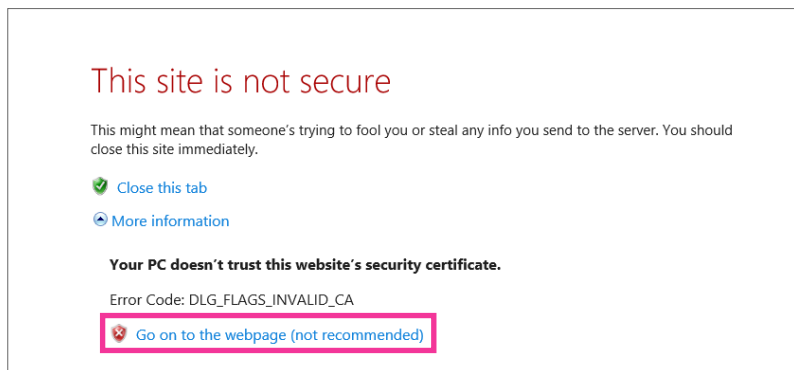 This site is not secure
This might mean that someone's trying to fool you or steal any info you send to the server. You should
close this site immediately.
Close this tab
More information
Your PC doesn't trust this website's security certificate.
Error Code: DLG_FLAGS_INVALID_CA
Go on to the webpage (not recommended)